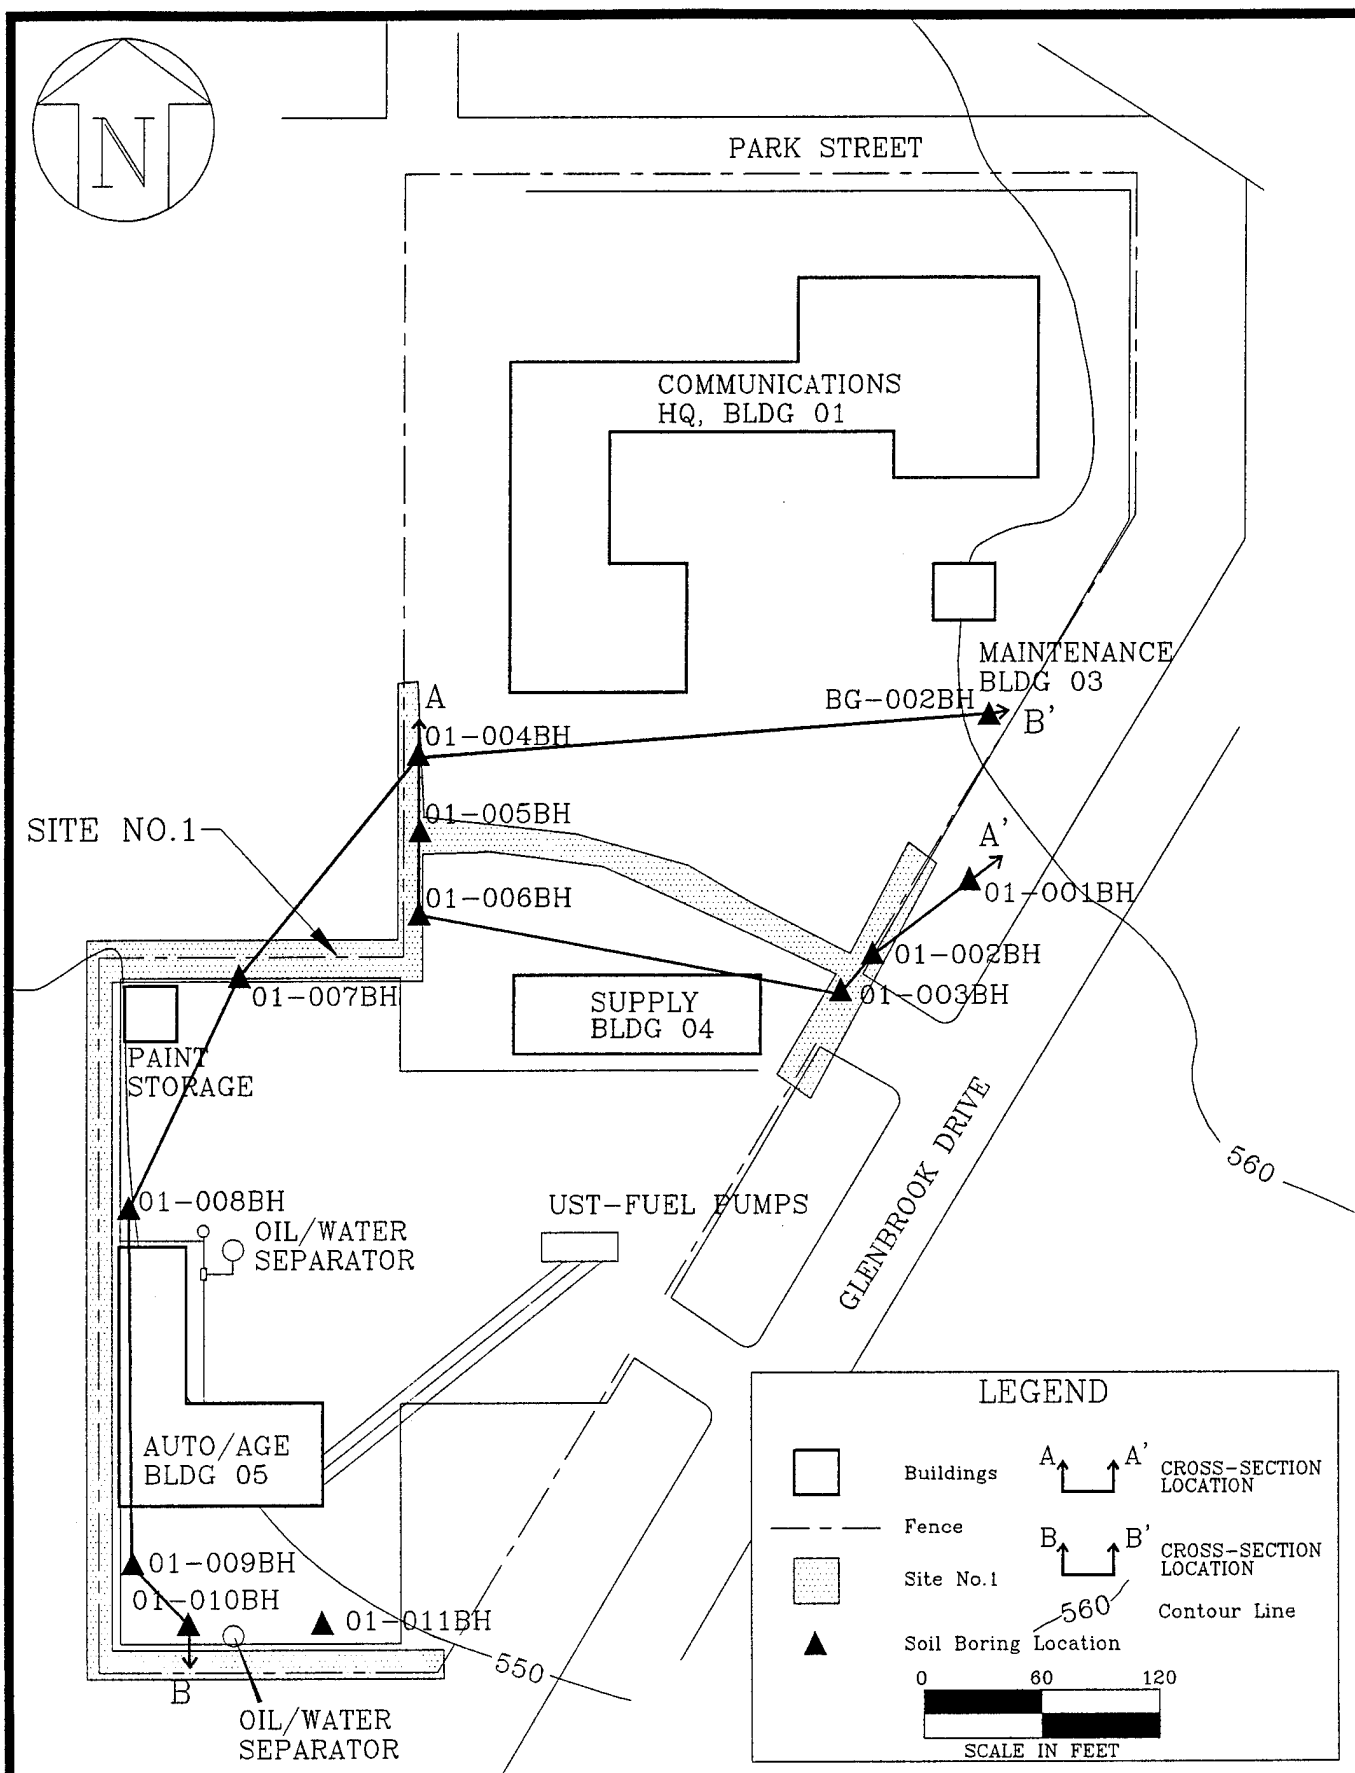 N
PARK STREET
COMMUNICATIONS
HQ, BLDG 01
MAINTENANCE
BLDG 03
BG-002BH
B'
A
01-004BH
01-005BH
SITE NO.1
A'
01-001BH
01-006BH
01-002BH
01-003BH
01-007BH
SUPPLY
BLDG 04
PAINT
STORAGE
GLENBROOK DRIVE
560
01-008BH
UST-FUEL PUMPS
OIL/WATER
SEPARATOR
AUTO/AGE
BLDG 05
01-009BH
01-010BH
01-011BH
550
B
OIL/WATER
SEPARATOR
LEGEND
Buildings
A A' CROSS-SECTION
LOCATION
Fence
B B' CROSS-SECTION
LOCATION
Site No.1
560 Contour Line
Soil Boring Location
0 60 120
SCALE IN FEET